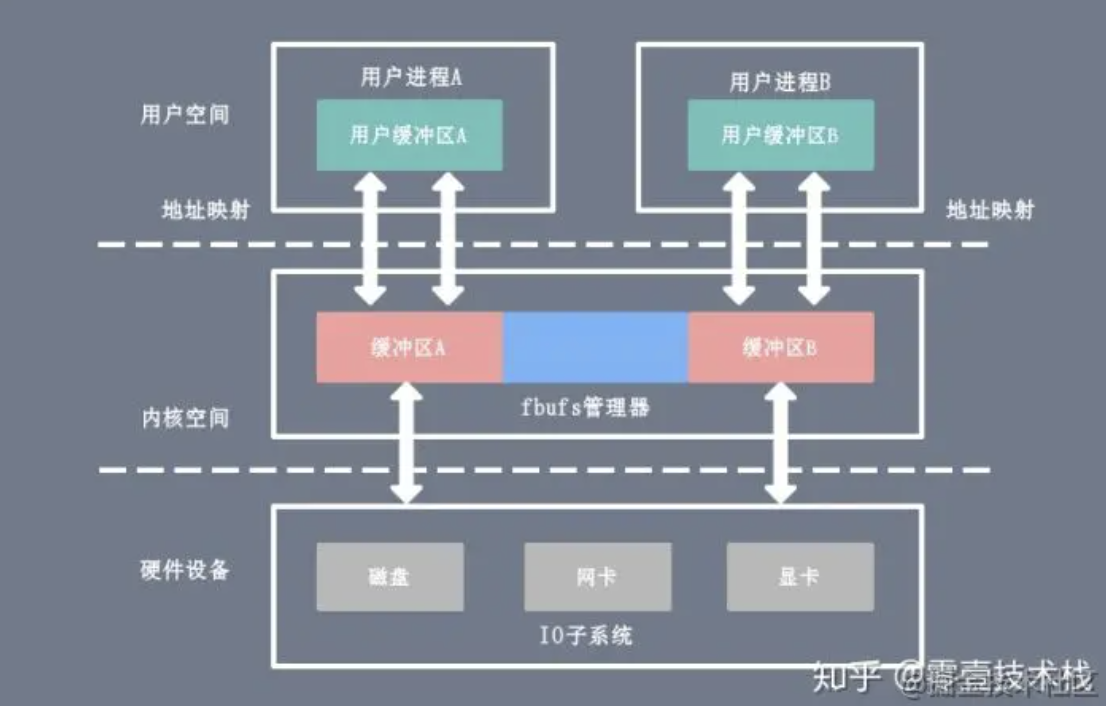 用户进程A
用户进程B
用户空间
用户缓冲区A
用户缓冲区B
地址映射
地址映射
缓冲区A
缓冲区B
fbufs管理器
内核空间
硬件设备
磁盘
网卡
显卡
IO子系统
知乎 @零壹技术栈